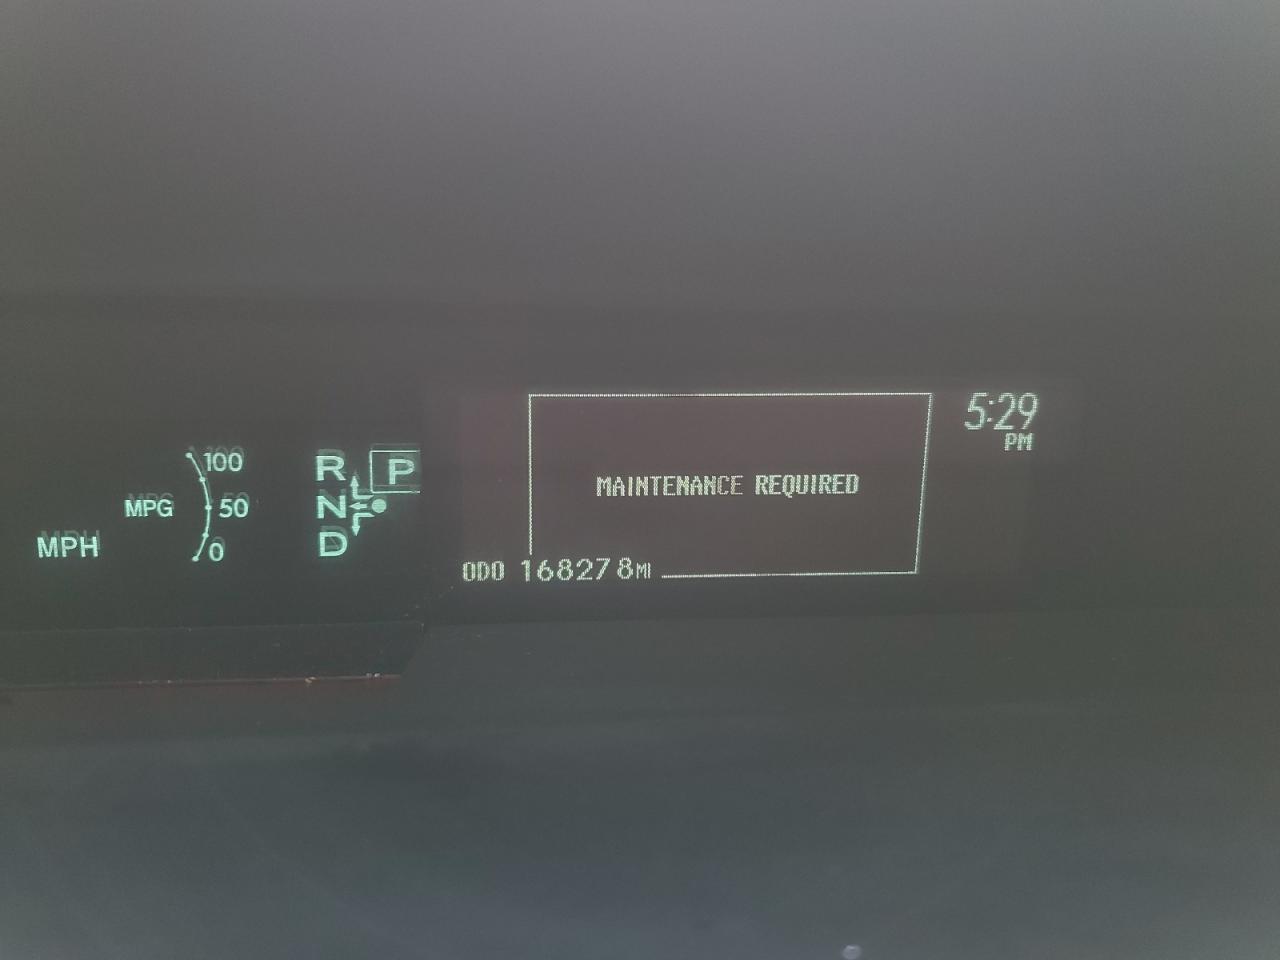 100
MPG 50
0
MPH
R P
N
D
MAINTENANCE REQUIRED
ODO 168278MI
5:29
PM